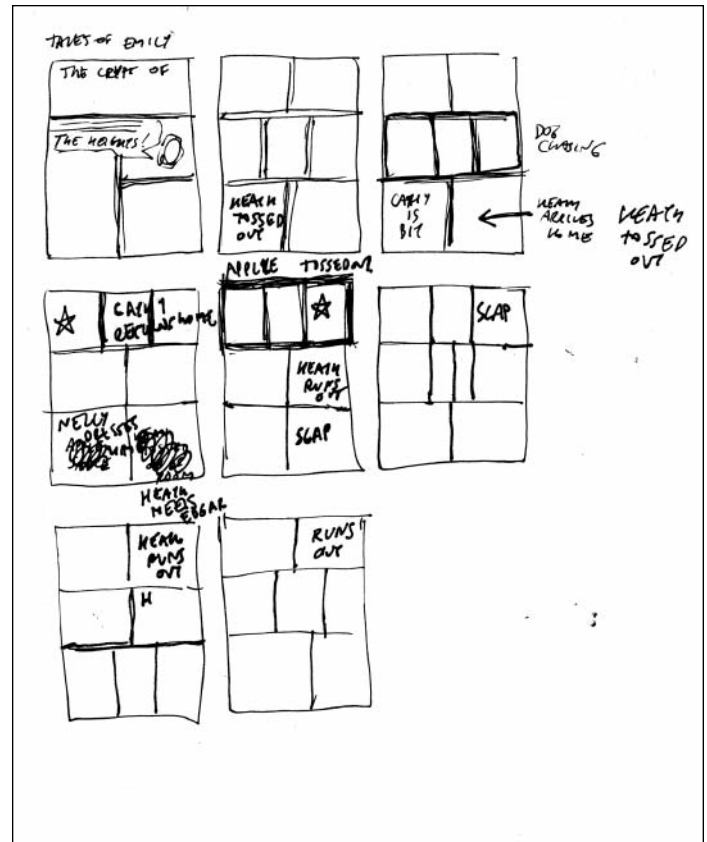 TALES OF EMILY
THE CRYPT OF
THE HEIGHTS!
HEATH
TOSSED
OUT
DOG
CHASING
CATHY
IS
BIT
HEATH
ARRIVES
HOME
HEATH
TOSSED
OUT
CATHY
RETURNS HOME
NELLY
DRESSES
HEATH
MEETS
EDGAR
APPLE TOSSED
HEATH
RUNS
OUT
SLAP
SLAP
HEATH
RUNS
OUT
H
RUNS
OUT